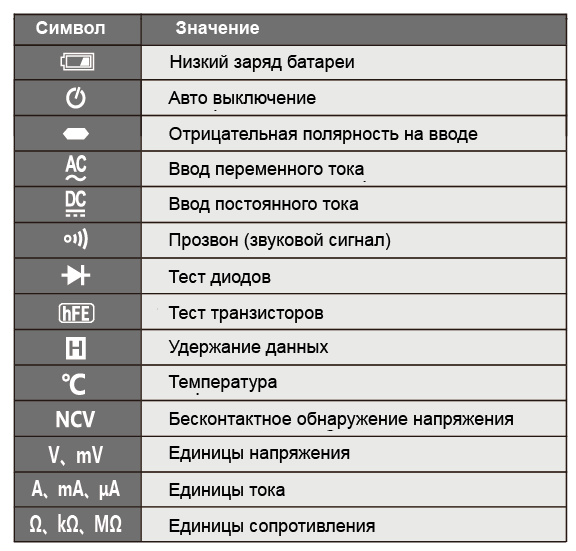 Символ Значение
Низкий заряд батареи
Авто выключение
Отрицательная полярность на вводе
AC Ввод переменного тока
DC Ввод постоянного тока
Прозвон (звуковой сигнал)
Тест диодов
hFE Тест транзисторов
H Удержание данных
℃ Температура
NCV Бесконтактное обнаружение напряжения
V、mV Единицы напряжения
A、mA、µA Единицы тока
Ω、kΩ、MΩ Единицы сопротивления